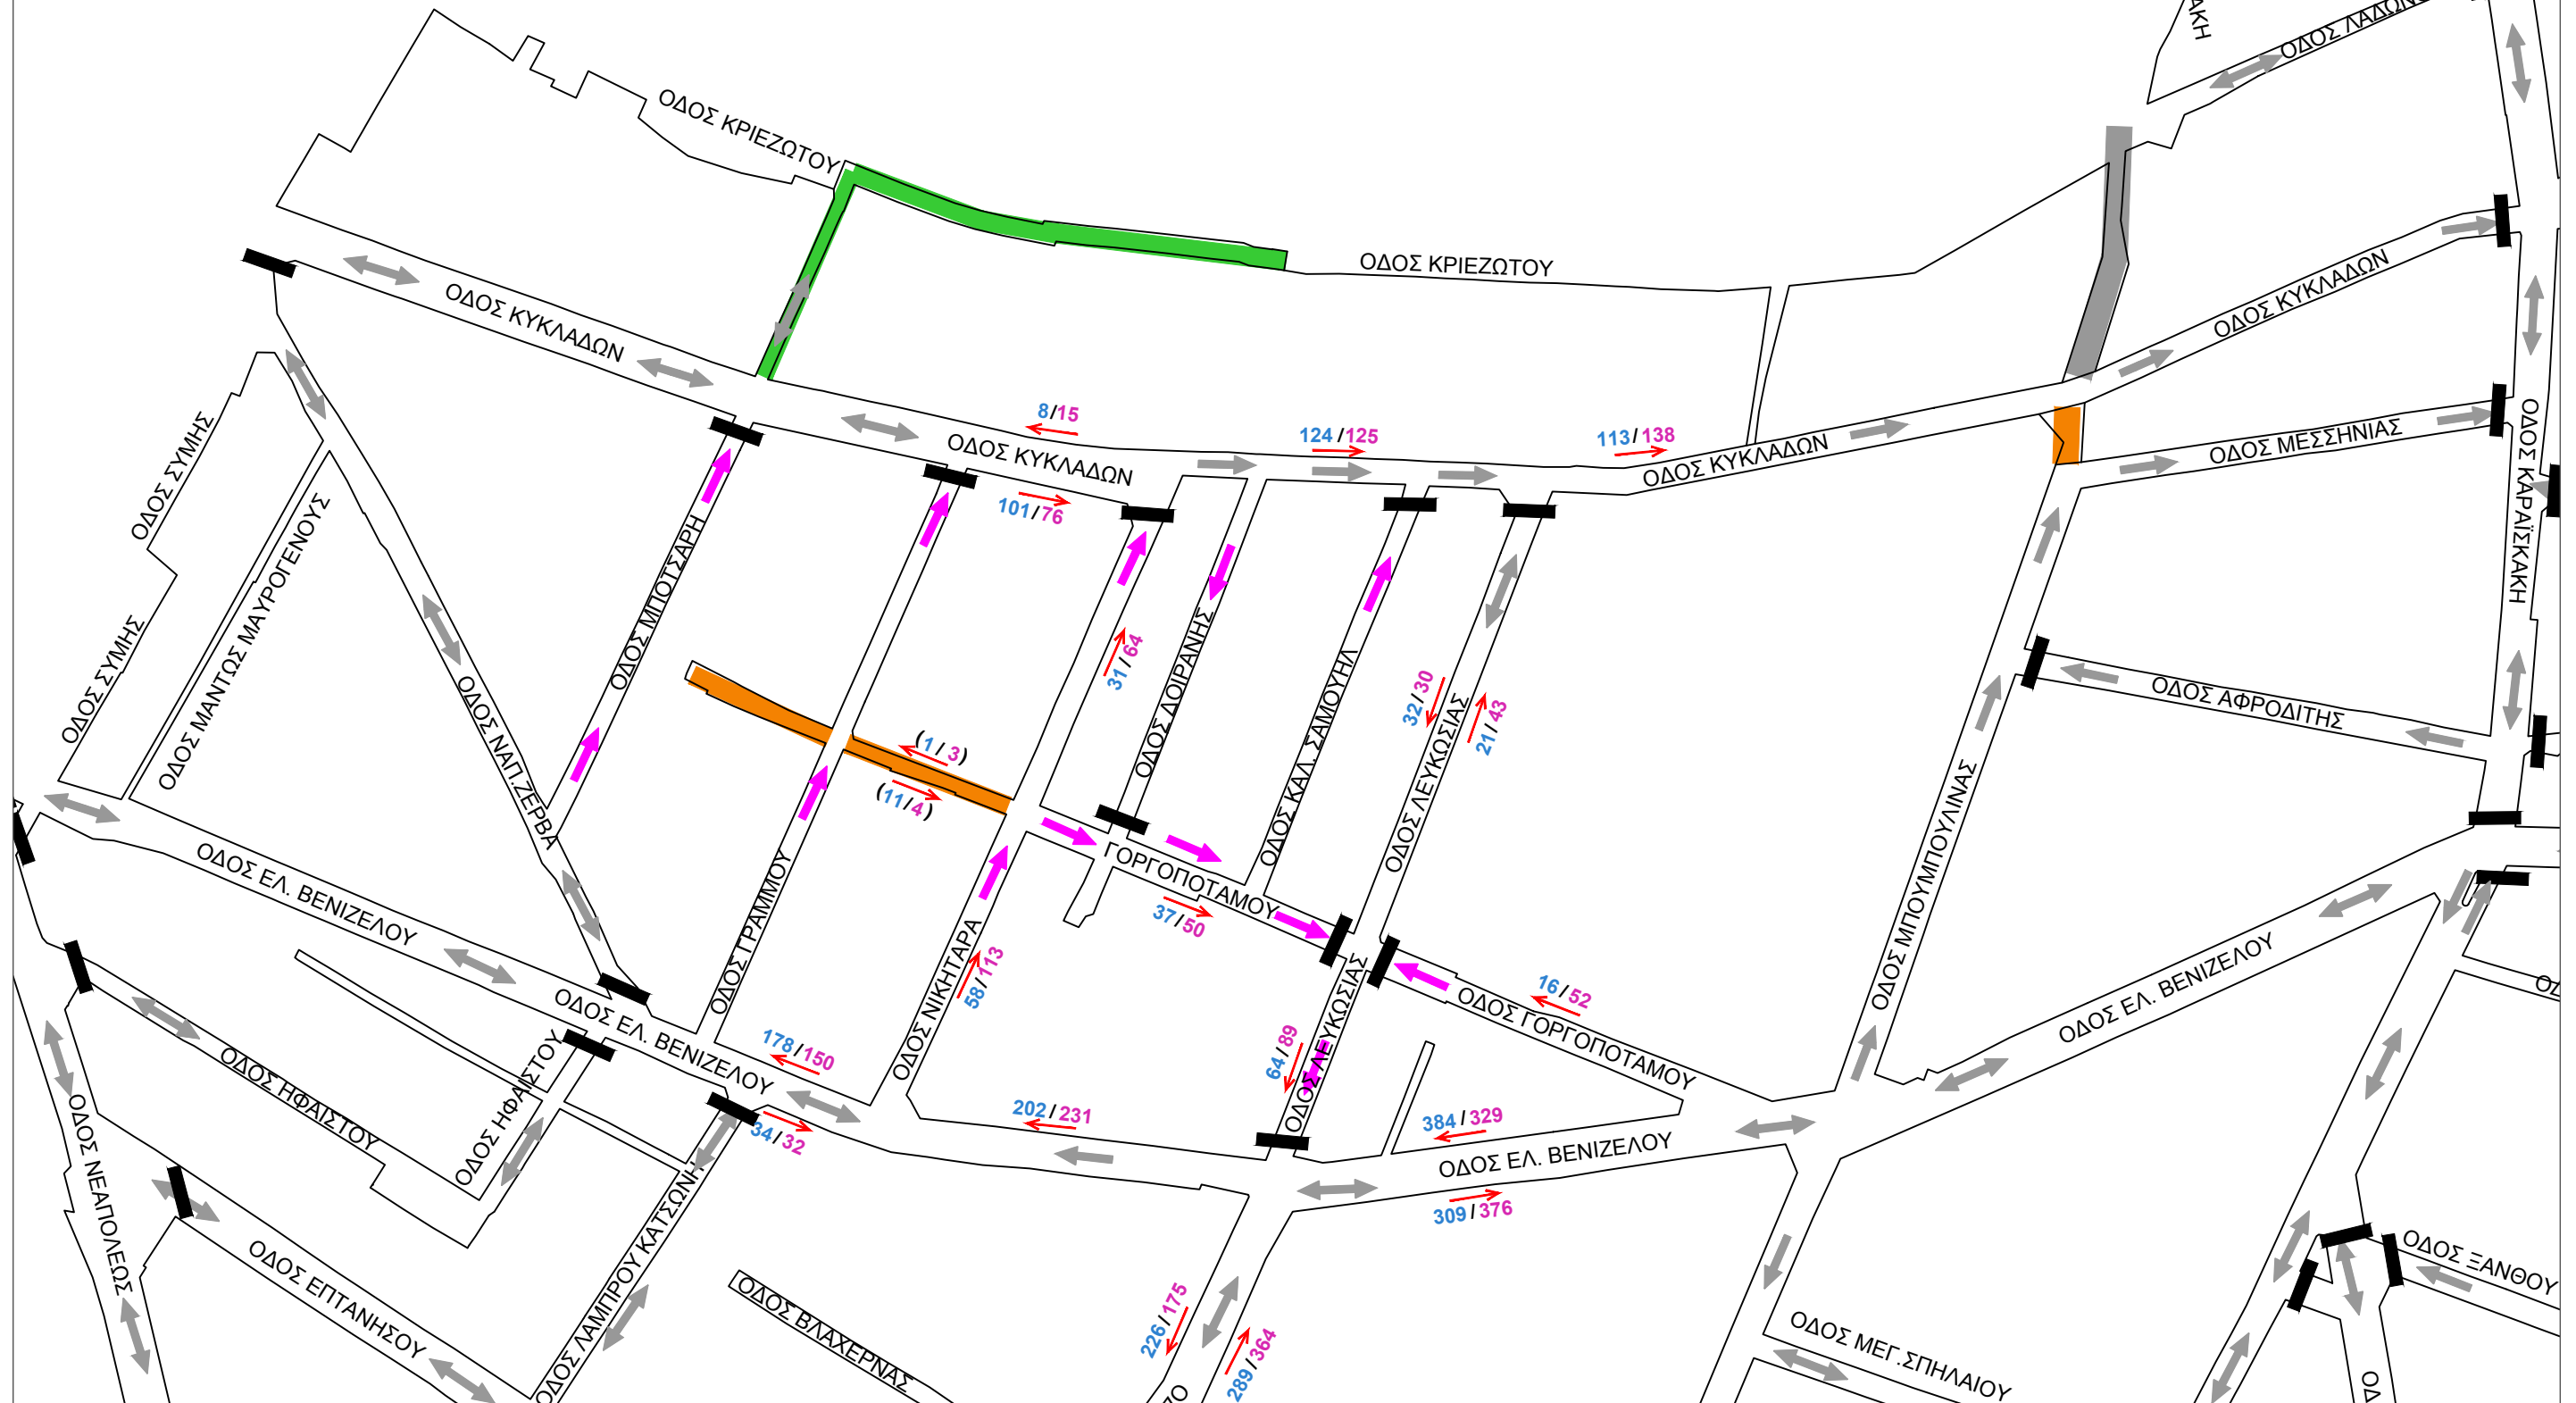 ΑΚΗ
ΟΔΟΣ ΛΑΔΩΝ
ΟΔΟΣ ΚΡΙΕΖΩΤΟΥ
ΟΔΟΣ ΚΡΙΕΖΩΤΟΥ
ΟΔΟΣ ΚΥΚΛΑΔΩΝ
ΟΔΟΣ ΚΥΚΛΑΔΩΝ
8/15
124/125
113/138
ΟΔΟΣ ΚΥΚΛΑΔΩΝ
ΟΔΟΣ ΚΥΚΛΑΔΩΝ
ΟΔΟΣ ΜΕΣΣΗΝΙΑΣ
ΟΔΟΣ ΚΑΡΑΪΣΚΑΚΗ
101/76
ΟΔΟΣ ΣΥΜΗΣ
ΟΔΟΣ ΣΥΜΗΣ
ΟΔΟΣ ΜΑΝΤΩΣ ΜΑΥΡΟΓΕΝΟΥΣ
ΟΔΟΣ ΝΑΠ.ΖΕΡΒΑ
ΟΔΟΣ ΜΠΟΤΣΑΡΗ
31/64
ΟΔΟΣ ΔΟΙΡΑΝΗΣ
ΟΔΟΣ ΚΑΛ. ΣΑΜΟΥΗΛ
32/30
ΟΔΟΣ ΛΕΥΚΩΣΙΑΣ
21/43
ΟΔΟΣ ΑΦΡΟΔΙΤΗΣ
(1/3)
(11/4)
ΟΔΟΣ ΜΠΟΥΜΠΟΥΛΙΝΑΣ
ΓΟΡΓΟΠΟΤΑΜΟΥ
37/50
ΟΔΟΣ ΕΛ. ΒΕΝΙΖΕΛΟΥ
ΟΔΟΣ ΓΡΑΜΜΟΥ
ΟΔΟΣ ΝΙΚΗΤΑΡΑ
58/113
16/52
ΟΔΟΣ ΓΟΡΓΟΠΟΤΑΜΟΥ
ΟΔΟΣ ΕΛ. ΒΕΝΙΖΕΛΟΥ
ΟΔΟΣ ΕΛ. ΒΕΝΙΖΕΛΟΥ
178/150
64/89
ΟΔΟΣ ΛΕΥΚΩΣΙΑΣ
ΟΔΟΣ ΗΦΑΙΣΤΟΥ
ΟΔΟΣ ΗΦΑΙΣΤΟΥ
34/32
202/231
384/329
ΟΔΟΣ ΕΛ. ΒΕΝΙΖΕΛΟΥ
309/376
ΟΔΟΣ ΝΕΑΠΟΛΕΩΣ
ΟΔΟΣ ΕΠΤΑΝΗΣΟΥ
ΟΔΟΣ ΛΑΜΠΡΟΥ ΚΑΤΣΩΝΗ
ΟΔΟΣ ΒΛΑΧΕΡΝΑΣ
226/175
289/364
ΟΔΟΣ ΜΕΓ.ΣΠΗΛΑΙΟΥ
ΟΔΟΣ ΞΑΝΘΟΥ